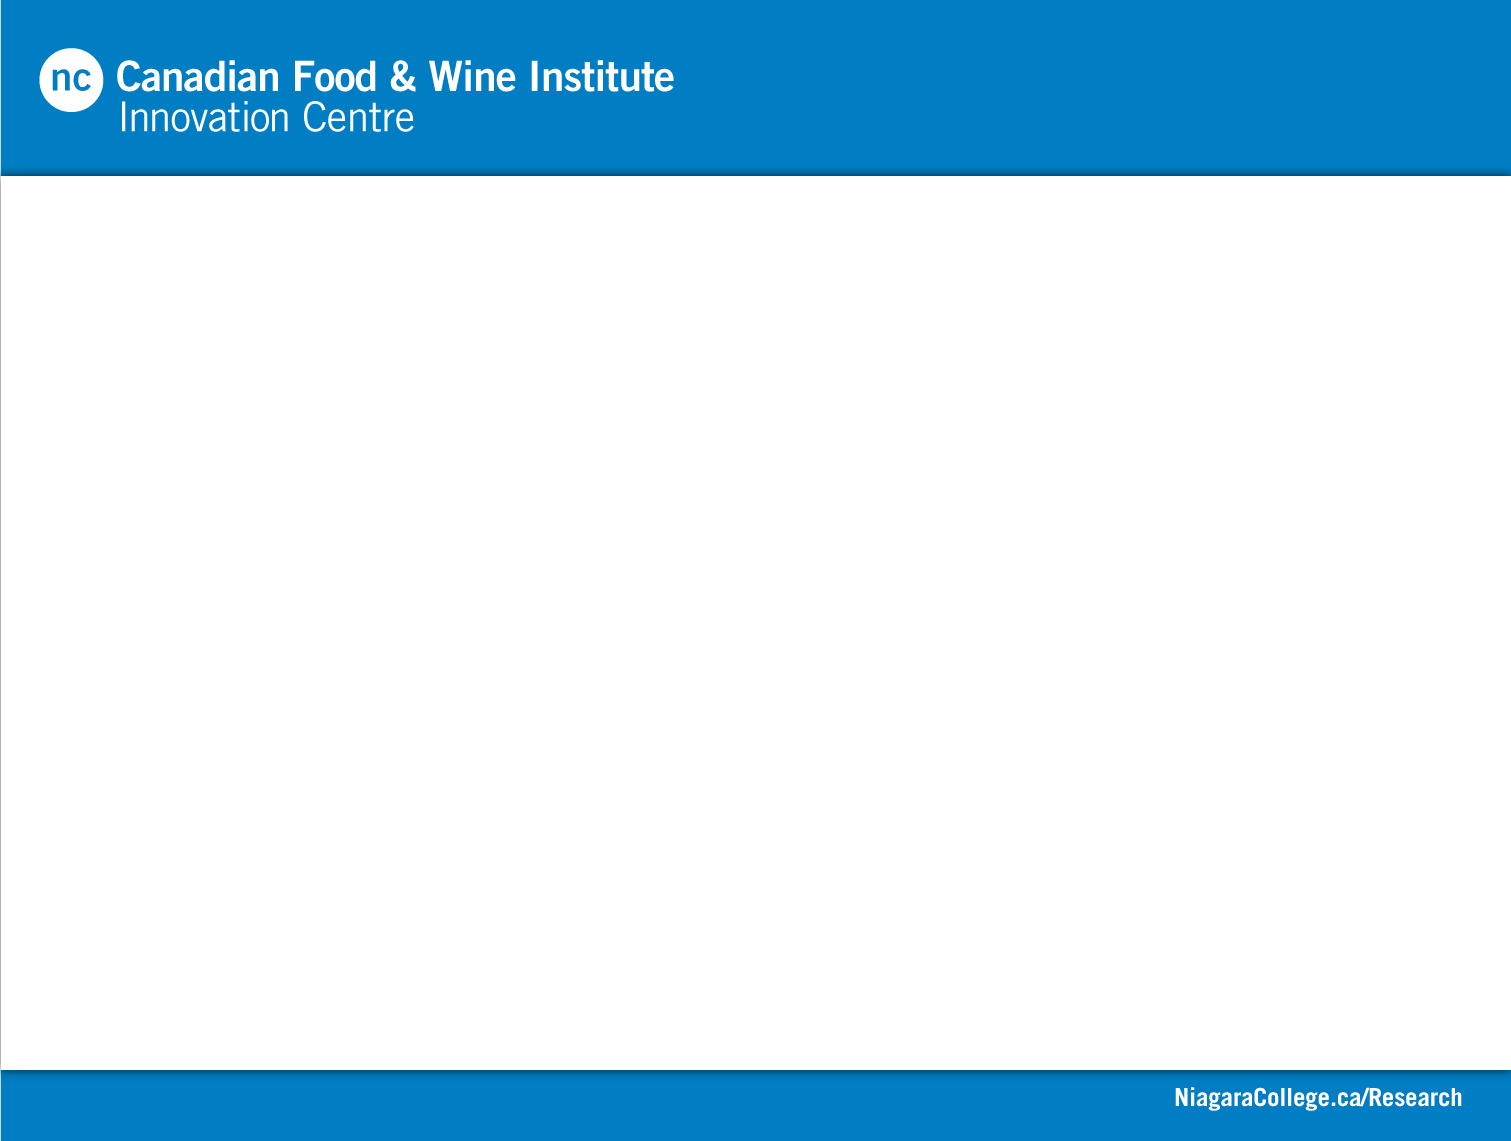 nc Canadian Food & Wine Institute
Innovation Centre
NiagaraCollege.ca/Research